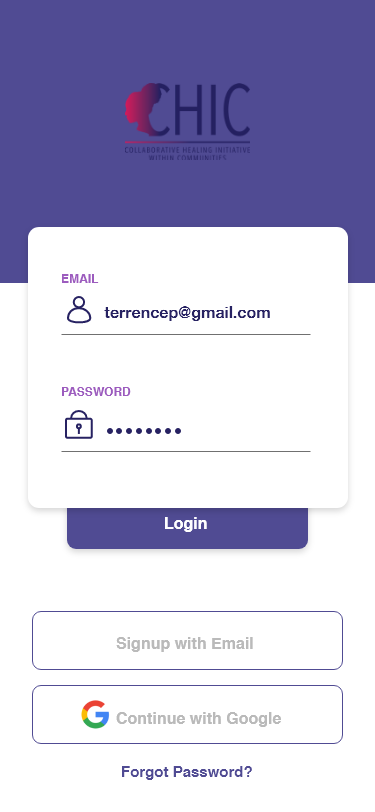 CHIC
COLLABORATIVE HEALING INITIATIVE
WITHIN COMMUNITIES
EMAIL
terrencep@gmail.com
PASSWORD
••••••••
Login
Signup with Email
Continue with Google
Forgot Password?